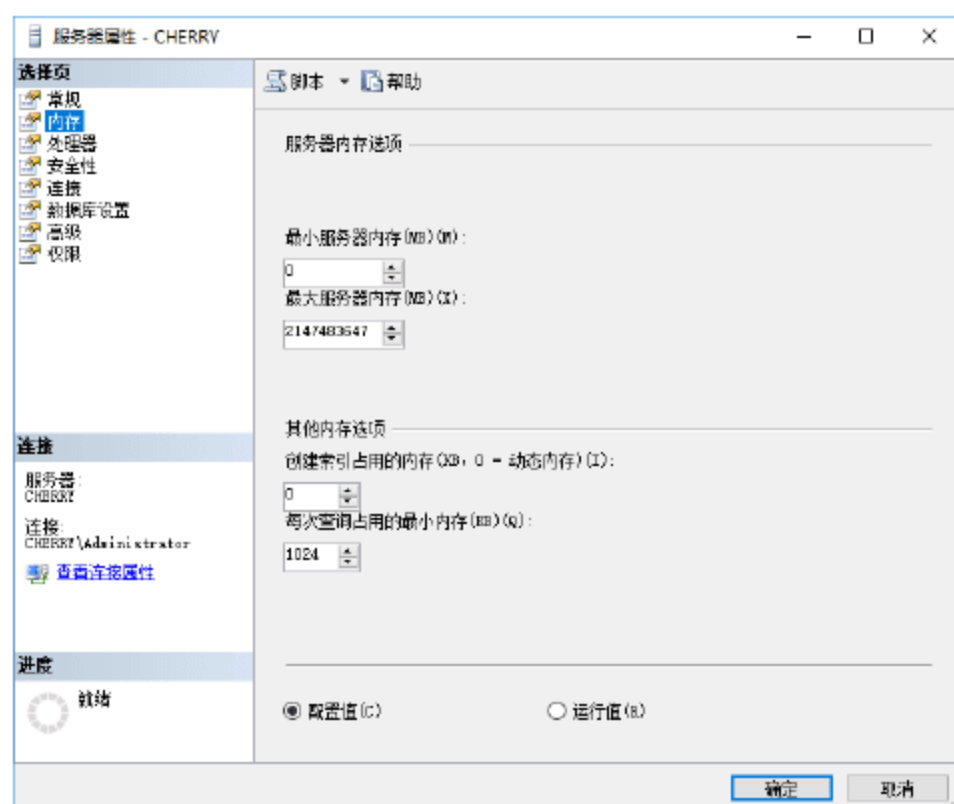 服务器属性 - CHERRY
选择页
常规
内存
处理器
安全性
连接
数据库设置
高级
权限
脚本
帮助
服务器内存选项
最小服务器内存(MB)(M):
0
最大服务器内存(MB)(X):
2147483647
其他内存选项
创建索引占用的内存(KB, 0 = 动态内存)(I):
0
每次查询占用的最小内存(KB)(Q):
1024
连接
服务器:
CHERRY
连接:
CHERRY\Administrator
查看连接属性
进度
就绪
配置值(C)
运行值(R)
确定
取消